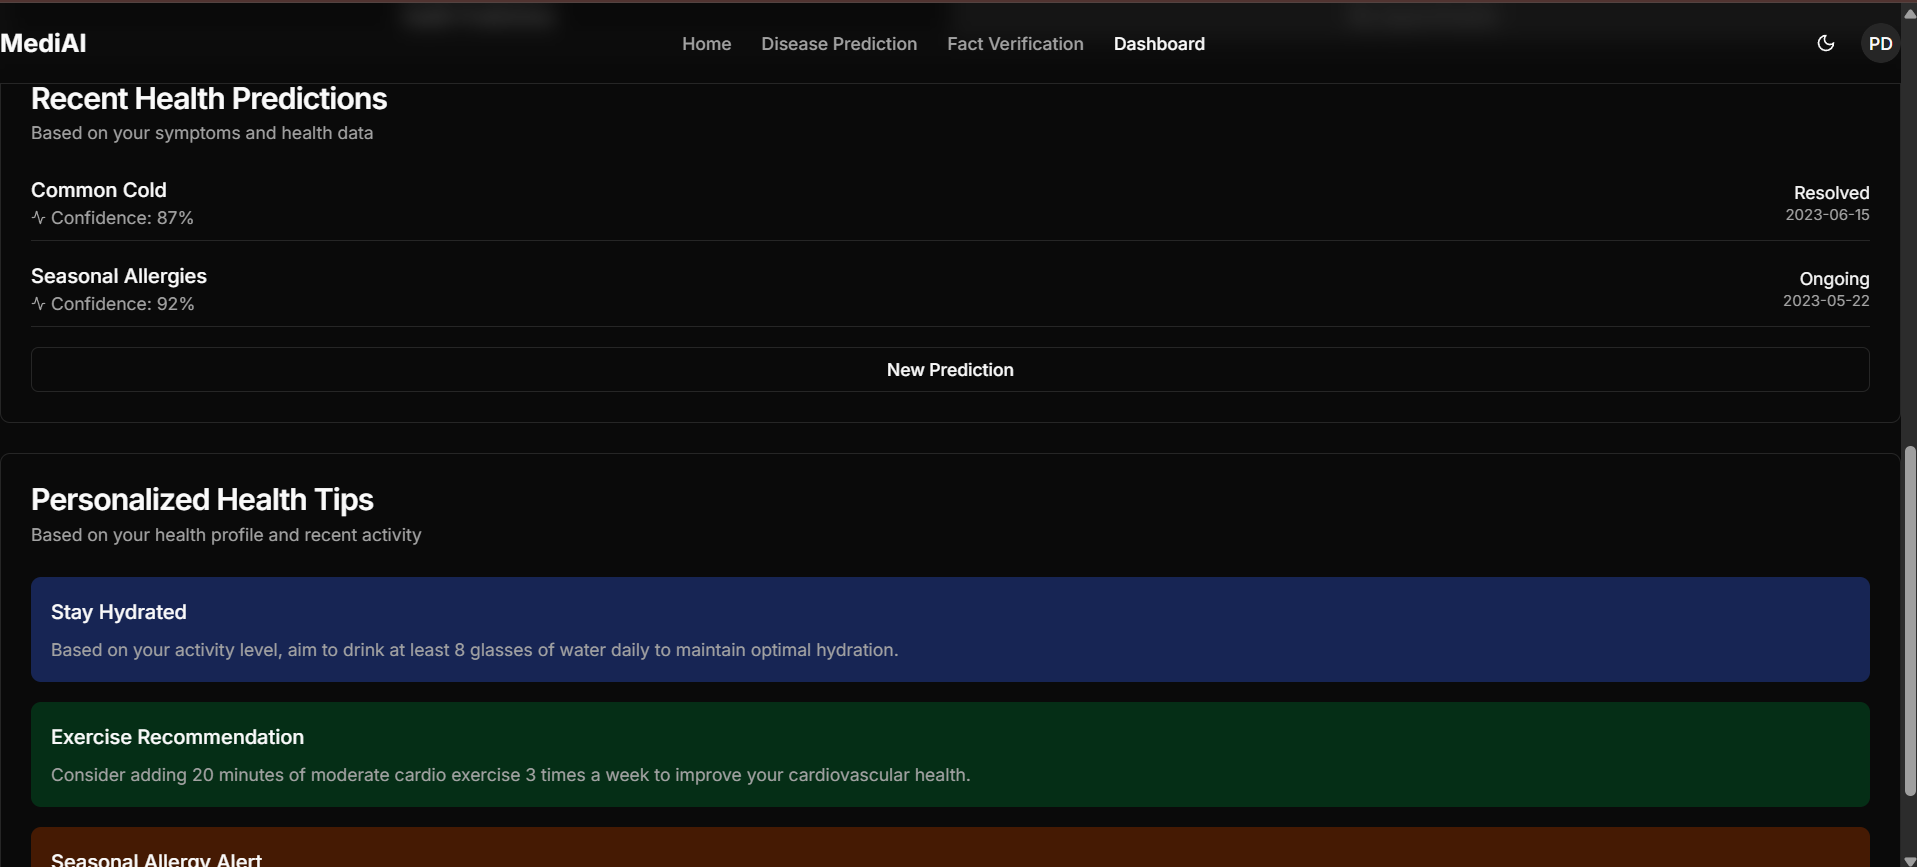 MediAI
Home Disease Prediction Fact Verification Dashboard
PD
Recent Health Predictions
Based on your symptoms and health data
Common Cold
Confidence: 87%
Resolved
2023-06-15
Seasonal Allergies
Confidence: 92%
Ongoing
2023-05-22
New Prediction
Personalized Health Tips
Based on your health profile and recent activity
Stay Hydrated
Based on your activity level, aim to drink at least 8 glasses of water daily to maintain optimal hydration.
Exercise Recommendation
Consider adding 20 minutes of moderate cardio exercise 3 times a week to improve your cardiovascular health.
Seasonal Allergy Alert